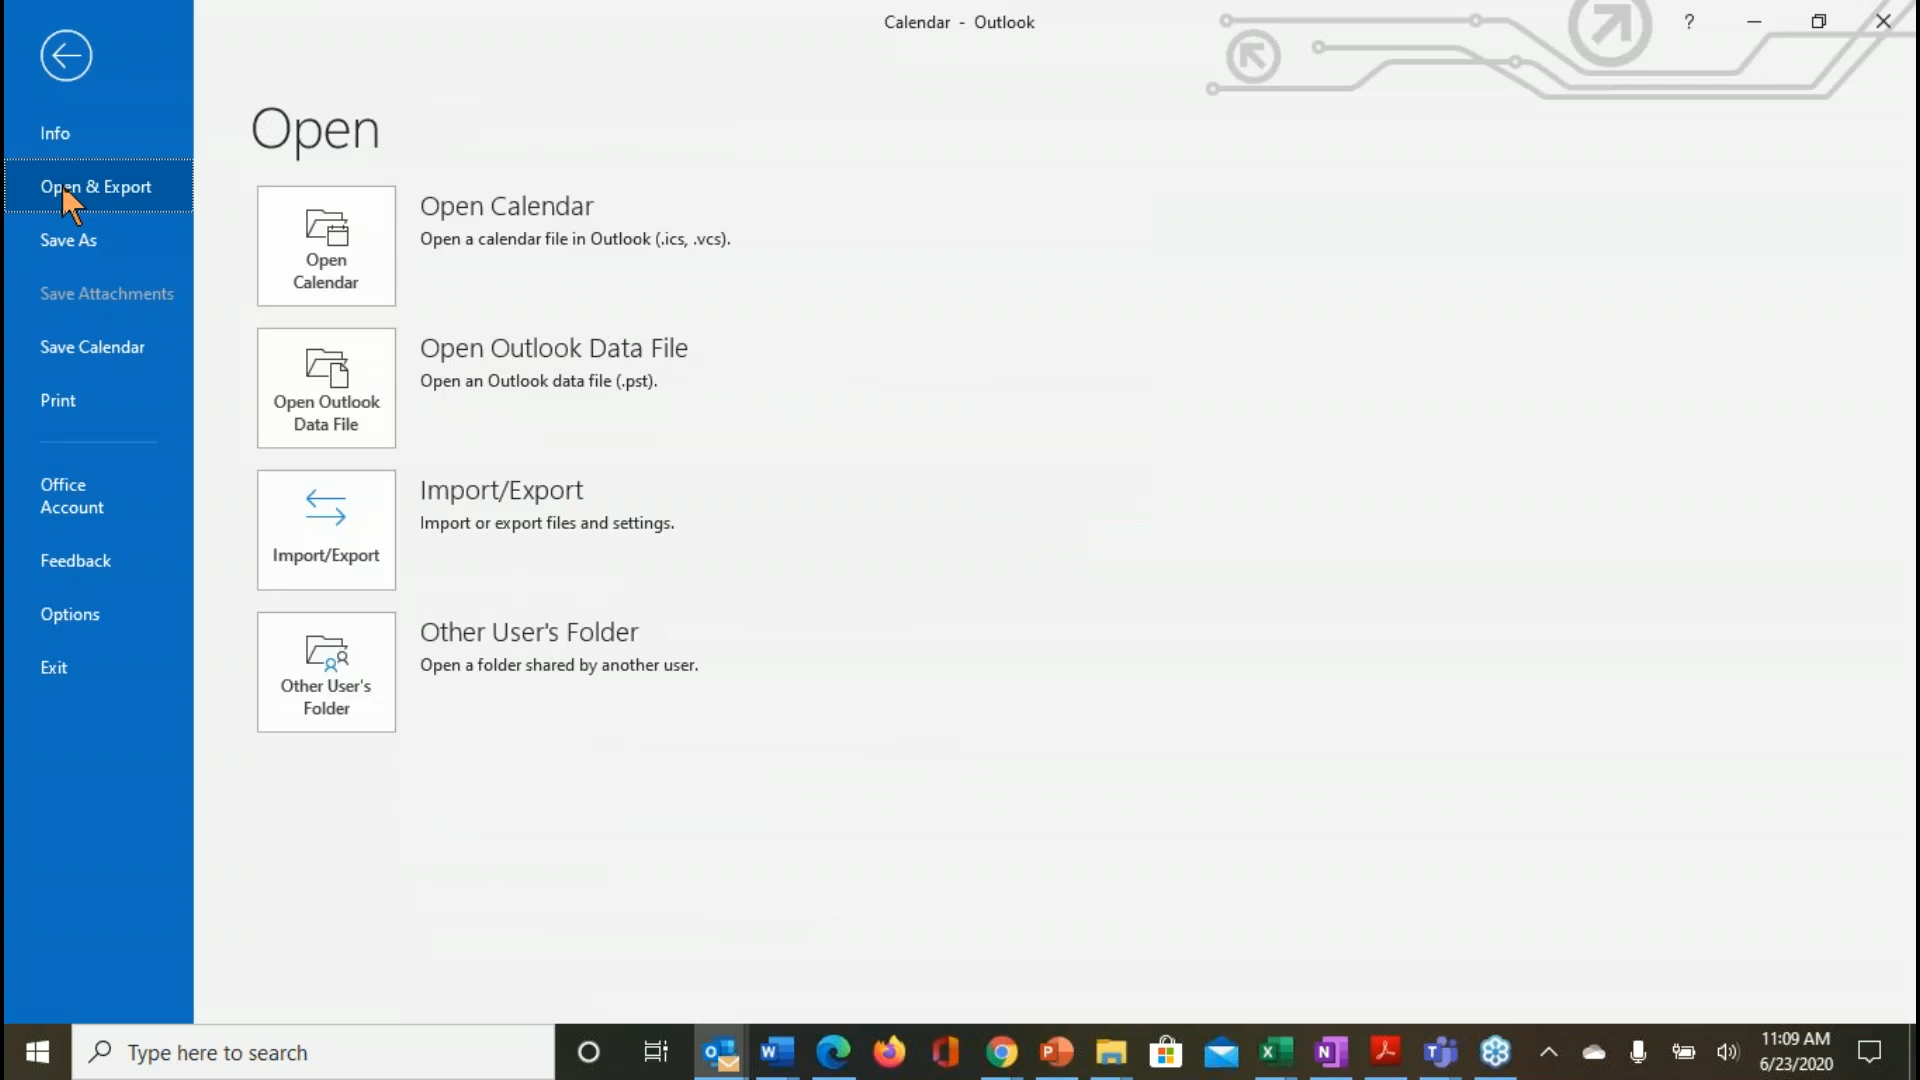 Calendar - Outlook
?
Info
Open & Export
Save As
Save Attachments
Save Calendar
Print
Office
Account
Feedback
Options
Exit
Open
Open
Calendar
Open Calendar
Open a calendar file in Outlook (.ics, .vcs).
Open Outlook
Data File
Open Outlook Data File
Open an Outlook data file (.pst).
Import/Export
Import/Export
Import or export files and settings.
Other User's
Folder
Other User's Folder
Open a folder shared by another user.
Type here to search
11:09 AM
6/23/2020